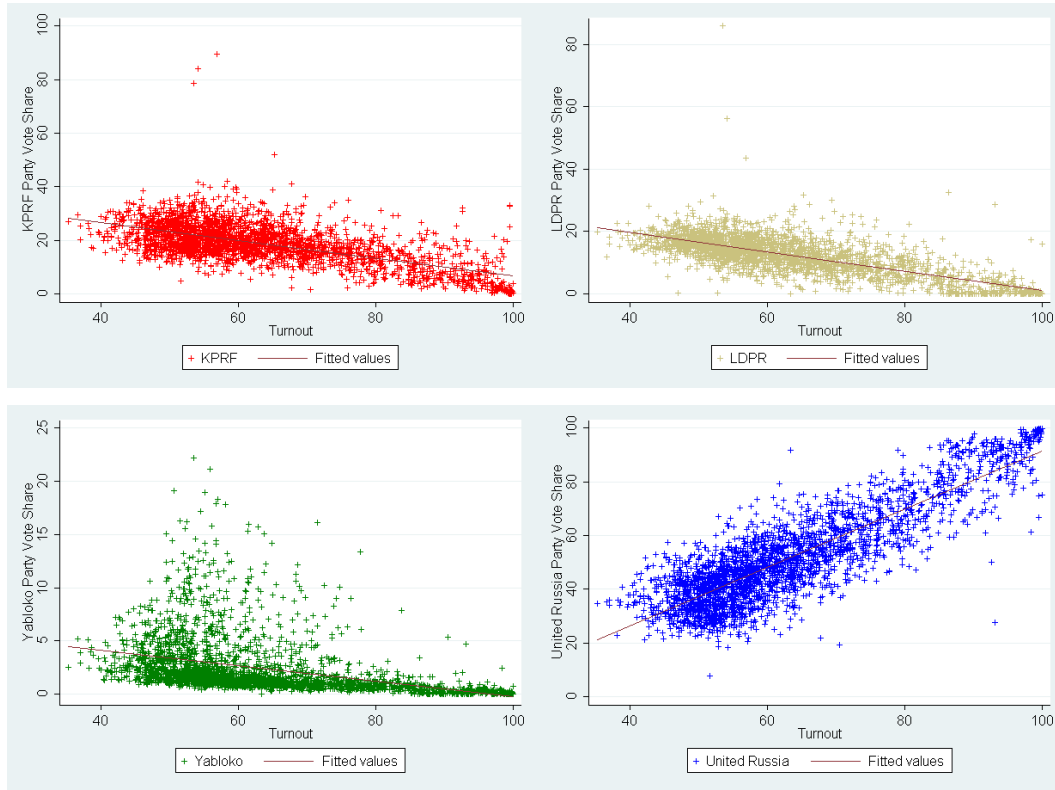 KPRF Party Vote Share
100
80
60
40
20
0
40 60 80 100
Turnout
KPRF Fitted values
LDPR Party Vote Share
80
60
40
20
0
40 60 80 100
Turnout
LDPR Fitted values
Yabloko Party Vote Share
25
20
15
10
5
0
40 60 80 100
Turnout
Yabloko Fitted values
United Russia Party Vote Share
100
80
60
40
20
0
40 60 80 100
Turnout
United Russia Fitted values